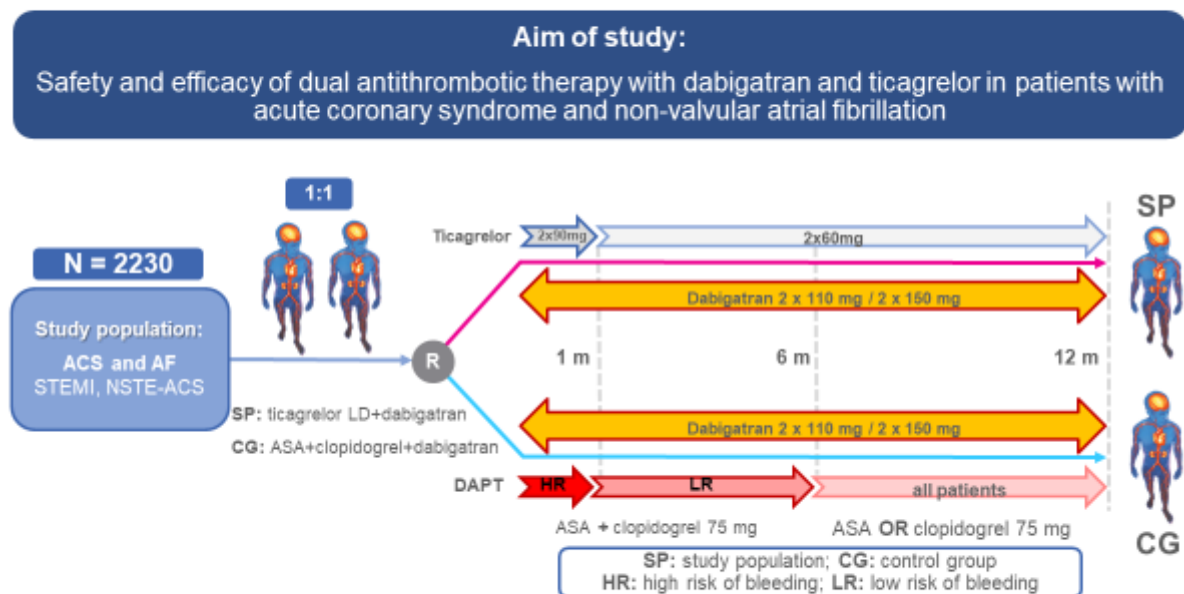 Aim of study:
Safety and efficacy of dual antithrombotic therapy with dabigatran and ticagrelor in patients with
acute coronary syndrome and non-valvular atrial fibrillation
1:1
N = 2230
Study population:
ACS and AF
STEMI, NSTE-ACS
R
SP: ticagrelor LD+dabigatran
CG: ASA+clopidogrel+dabigatran
Ticagrelor
2x90mg
2x60mg
SP
Dabigatran 2 x 110 mg / 2 x 150 mg
1 m
6 m
12 m
Dabigatran 2 x 110 mg / 2 x 150 mg
DAPT
HR
LR
all patients
ASA + clopidogrel 75 mg
ASA OR clopidogrel 75 mg
CG
SP: study population; CG: control group
HR: high risk of bleeding; LR: low risk of bleeding